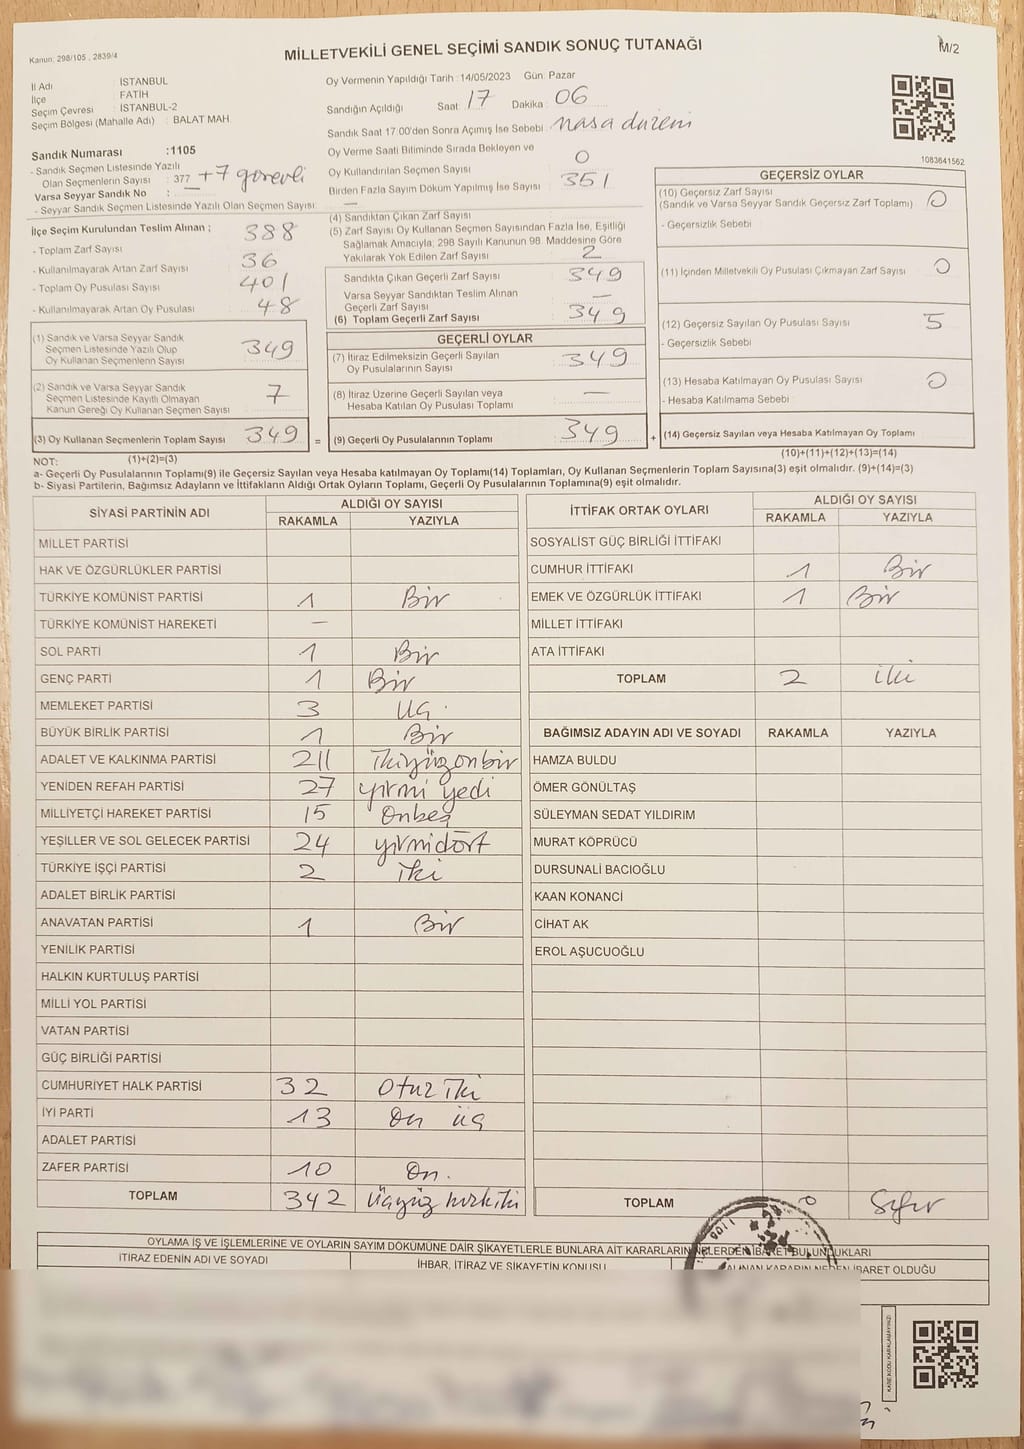 Kanun: 298/105 , 2839/4
MİLLETVEKİLİ GENEL SEÇİMİ SANDIK SONUÇ TUTANAĞI
M/2
İl Adı İSTANBUL
İlçe FATİH
Seçim Çevresi İSTANBUL-2
Seçim Bölgesi (Mahalle Adı) : BALAT MAH.
Sandık Numarası :1105
- Sandık Seçmen Listesinde Yazılı
Olan Seçmenlerin Sayısı : 377 +7 görevli
Varsa Seyyar Sandık No : —
- Seyyar Sandık Seçmen Listesinde Yazılı Olan Seçmen Sayısı:
Oy Vermenin Yapıldığı Tarih : 14/05/2023 Gün: Pazar
Sandığın Açıldığı Saat : 17 Dakika : 06
Sandık Saat 17:00'den Sonra Açımış İse Sebebi : masa düzeni
Oy Verme Saati Bitiminde Sırada Bekleyen ve
Oy Kullandırılan Seçmen Sayısı 0
Birden Fazla Sayım Döküm Yapılmış İse Sayısı : 351
1083641562
İlçe Seçim Kurulundan Teslim Alınan ;
- Toplam Zarf Sayısı 388
- Kullanılmayarak Artan Zarf Sayısı 36
- Toplam Oy Pusulası Sayısı 401
- Kullanılmayarak Artan Oy Pusulası 48
(1) Sandık ve Varsa Seyyar Sandık
Seçmen Listesinde Yazılı Olup
Oy Kullanan Seçmenlerin Sayısı 349
(2) Sandık ve Varsa Seyyar Sandık
Seçmen Listesinde Kayıtlı Olmayan
Kanun Gereği Oy Kullanan Seçmen Sayısı 7
(3) Oy Kullanan Seçmenlerin Toplam Sayısı 349 =
(4) Sandıktan Çıkan Zarf Sayısı —
(5) Zarf Sayısı Oy Kullanan Seçmen Sayısından Fazla İse, Eşitliği
Sağlamak Amacıyla, 298 Sayılı Kanunun 98. Maddesine Göre
Yakılarak Yok Edilen Zarf Sayısı 2
Sandıkta Çıkan Geçerli Zarf Sayısı 349
Varsa Seyyar Sandıktan Teslim Alınan
Geçerli Zarf Sayısı —
(6) Toplam Geçerli Zarf Sayısı 349
GEÇERLİ OYLAR
(7) İtiraz Edilmeksizin Geçerli Sayılan
Oy Pusulalarının Sayısı 349
(8) İtiraz Üzerine Geçerli Sayılan veya
Hesaba Katılan Oy Pusulası Toplamı —
(9) Geçerli Oy Pusulalarının Toplamı 349 +
GEÇERSİZ OYLAR
(10) Geçersiz Zarf Sayısı
(Sandık ve Varsa Seyyar Sandık Geçersiz Zarf Toplamı) 0
- Geçersizlik Sebebi
(11) İçinden Milletvekili Oy Pusulası Çıkmayan Zarf Sayısı 0
(12) Geçersiz Sayılan Oy Pusulası Sayısı 5
- Geçersizlik Sebebi
(13) Hesaba Katılmayan Oy Pusulası Sayısı 0
- Hesaba Katılmama Sebebi
(14) Geçersiz Sayılan veya Hesaba Katılmayan Oy Toplamı
NOT: (1)+(2)=(3)
(10)+(11)+(12)+(13)=(14)
a- Geçerli Oy Pusulalarının Toplamı(9) ile Geçersiz Sayılan veya Hesaba katılmayan Oy Toplamı(14) Toplamları, Oy Kullanan Seçmenlerin Toplam Sayısına(3) eşit olmalıdır. (9)+(14)=(3)
b- Siyasi Partilerin, Bağımsız Adayların ve İttifakların Aldığı Ortak Oyların Toplamı, Geçerli Oy Pusulalarının Toplamına(9) eşit olmalıdır.
SİYASİ PARTİNİN ADI ALDIĞI OY SAYISI
RAKAMLA YAZIYLA
MİLLET PARTİSİ
HAK VE ÖZGÜRLÜKLER PARTİSİ
TÜRKİYE KOMÜNİST PARTİSİ 1 Bir
TÜRKİYE KOMÜNİST HAREKETİ —
SOL PARTİ 1 Bir
GENÇ PARTİ 1 Bir
MEMLEKET PARTİSİ 3 Üç
BÜYÜK BİRLİK PARTİSİ 1 Bir
ADALET VE KALKINMA PARTİSİ 211 İkiyüzonbir
YENİDEN REFAH PARTİSİ 27 yirmi yedi
MİLLİYETÇİ HAREKET PARTİSİ 15 Onbeş
YEŞİLLER VE SOL GELECEK PARTİSİ 24 yirmidört
TÜRKİYE İŞÇİ PARTİSİ 2 iki
ADALET BİRLİK PARTİSİ
ANAVATAN PARTİSİ 1 Bir
YENİLİK PARTİSİ
HALKIN KURTULUŞ PARTİSİ
MİLLİ YOL PARTİSİ
VATAN PARTİSİ
GÜÇ BİRLİĞİ PARTİSİ
CUMHURİYET HALK PARTİSİ 32 Otuz İki
İYİ PARTİ 13 On üç
ADALET PARTİSİ
ZAFER PARTİSİ 10 On.
TOPLAM 342 Üçyüz kırkiki
İTTİFAK ORTAK OYLARI ALDIĞI OY SAYISI
RAKAMLA YAZIYLA
SOSYALİST GÜÇ BİRLİĞİ İTTİFAKI
CUMHUR İTTİFAKI 1 Bir
EMEK VE ÖZGÜRLÜK İTTİFAKI 1 Bir
MİLLET İTTİFAKI
ATA İTTİFAKI
TOPLAM 2 iki
BAĞIMSIZ ADAYIN ADI VE SOYADI RAKAMLA YAZIYLA
HAMZA BULDU
ÖMER GÖNÜLTAŞ
SÜLEYMAN SEDAT YILDIRIM
MURAT KÖPRÜCÜ
DURSUNALİ BACIOĞLU
KAAN KONANCİ
CİHAT AK
EROL AŞUCUOĞLU
TOPLAM 0 Sıfır
OYLAMA İŞ VE İŞLEMLERİNE VE OYLARIN SAYIM DÖKÜMÜNE DAİR ŞİKAYETLERLE BUNLARA AİT KARARLARIN NELERDEN İBARET BULUNDUKLARI
İTİRAZ EDENİN ADI VE SOYADI
İHBAR, İTİRAZ VE ŞİKAYETİN KONUSU
ALINAN KARARIN NEDEN İBARET OLDUĞU
KARE KODU KARALAMAYINIZ!